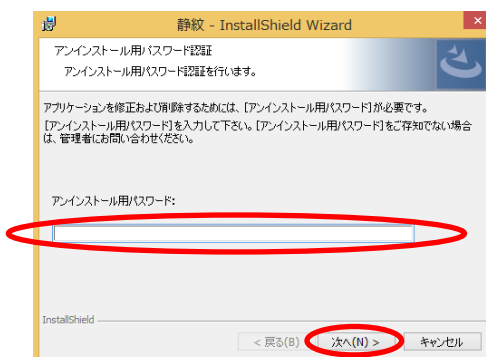 静紋 - InstallShield Wizard
アンインストール用パスワード認証
アンインストール用パスワード認証を行います。
アプリケーションを修正および削除するためには、[アンインストール用パスワード]が必要です。
[アンインストール用パスワード]を入力して下さい。[アンインストール用パスワード]をご存知でない場合
は、管理者にお問い合わせください。
アンインストール用パスワード:
InstallShield
< 戻る(B)
次へ(N) >
キャンセル